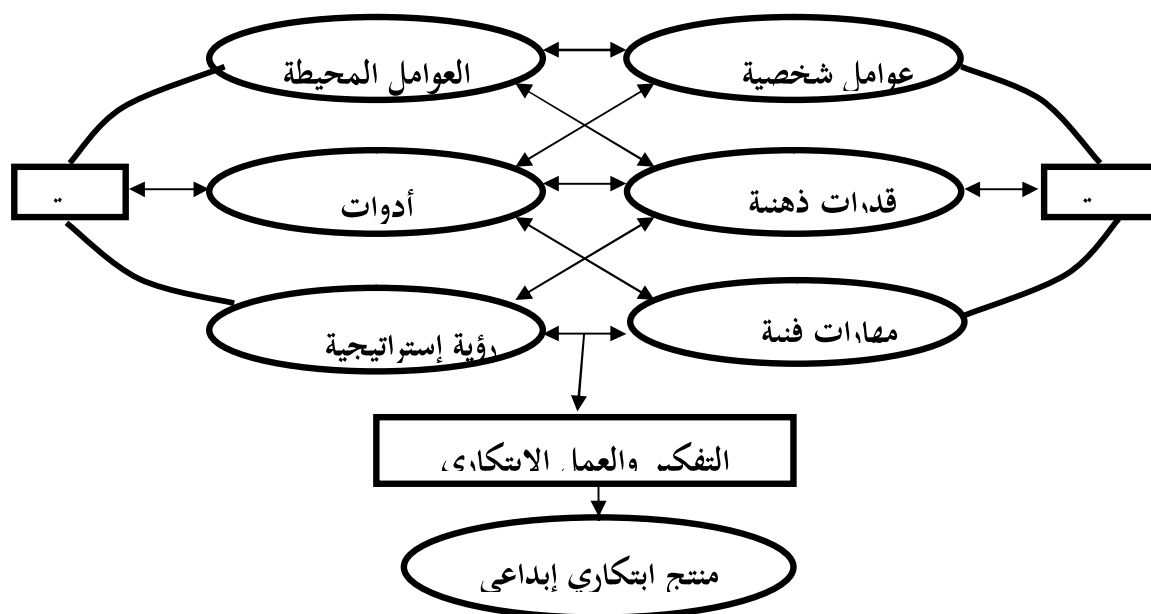 عوامل شخصية
العوامل المحيطة
قدرات ذهنية
أدوات
مهارات فنية
رؤية إستراتيجية
التفكير والعمل الابتكاري
منتج ابتكاري إبداعي